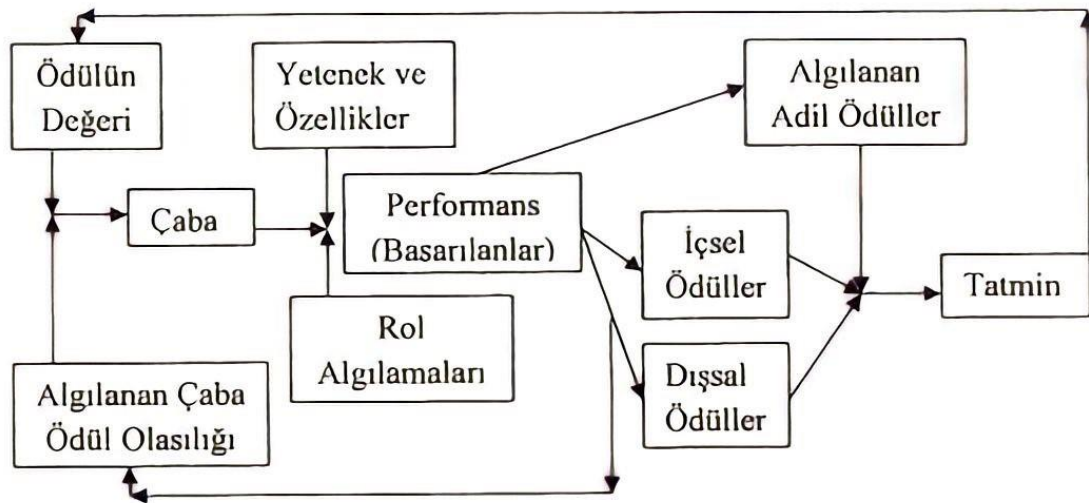 Ödülün
Değeri
Yetenek ve
Özellikler
Algılanan
Adil Ödüller
Çaba
Performans
(Basarılanlar)
İçsel
Ödüller
Tatmin
Rol
Algılamaları
Dışsal
Ödüller
Algılanan Çaba
Ödül Olasılığı